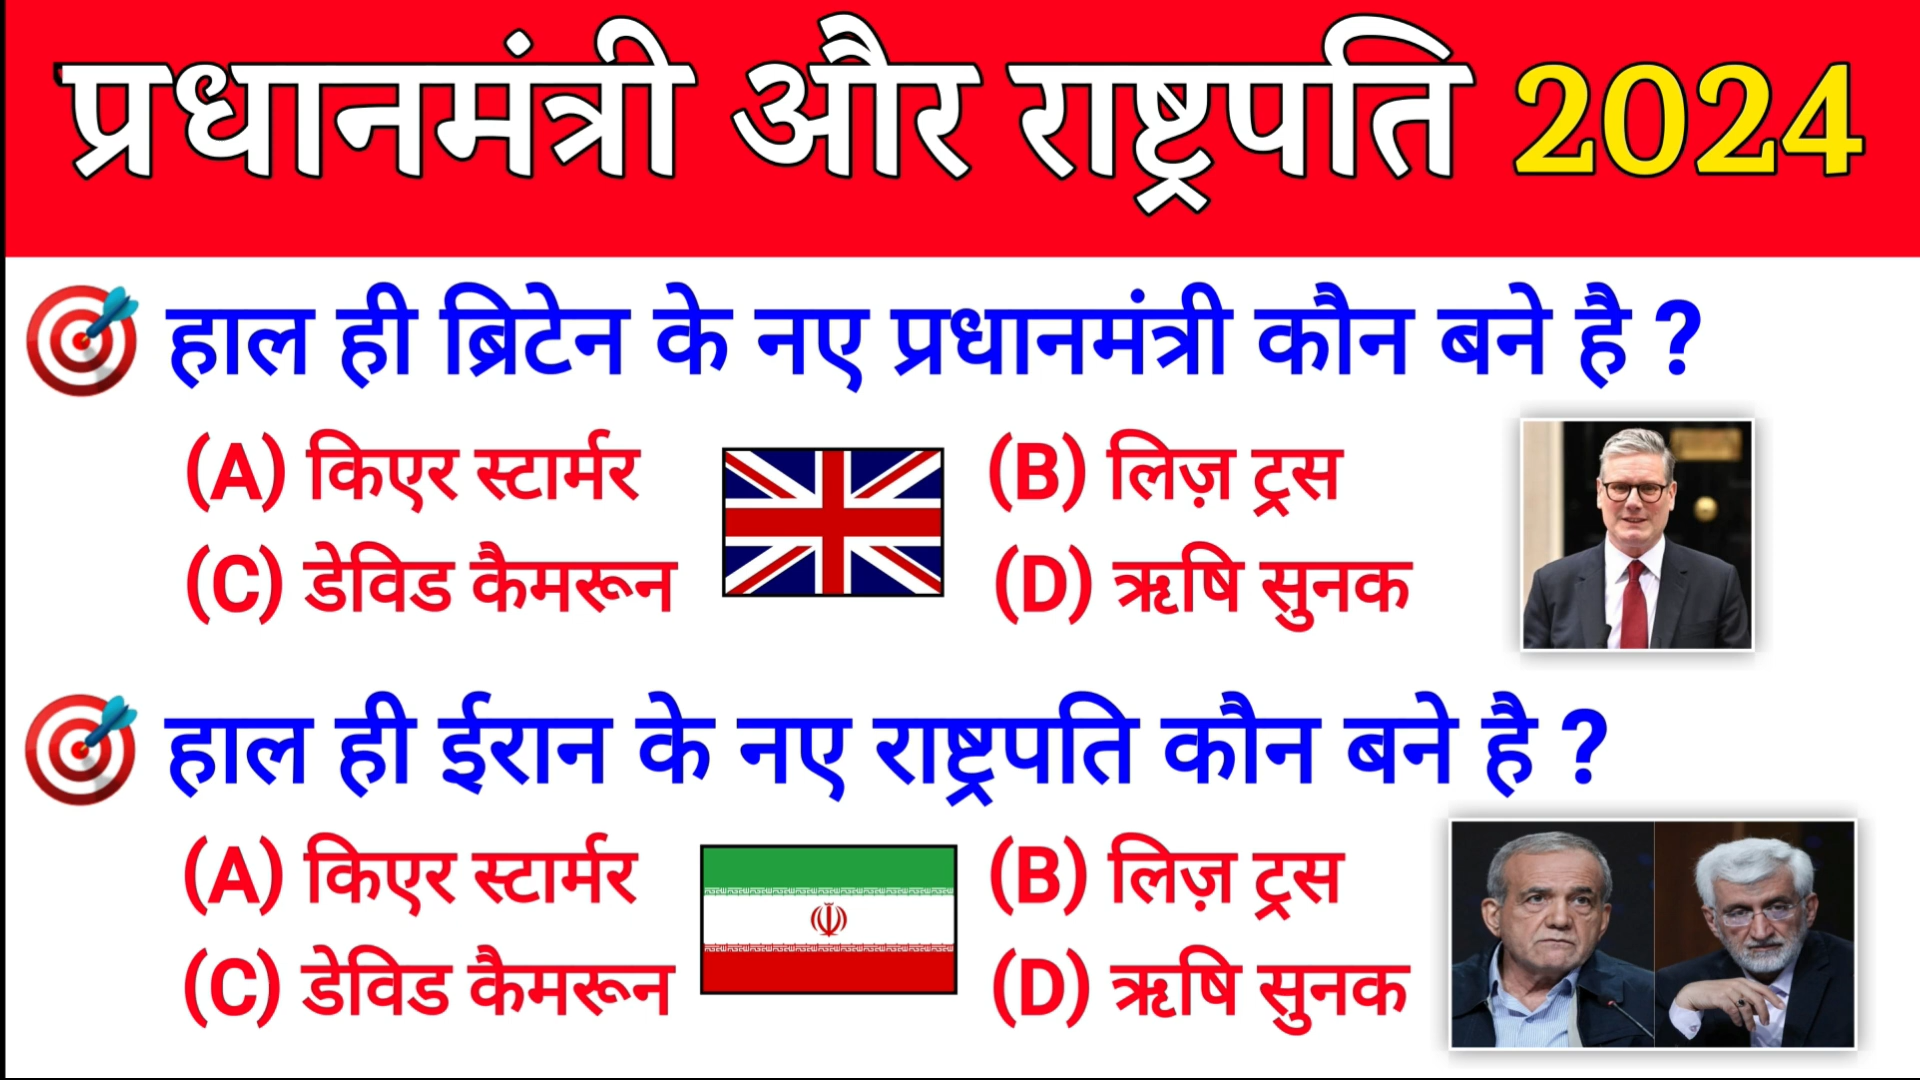 प्रधानमंत्री और राष्ट्रपति 2024
हाल ही ब्रिटेन के नए प्रधानमंत्री कौन बने है ?
(A) किएर स्टार्मर (B) लिज़ ट्रस
(C) डेविड कैमरून (D) ऋषि सुनक
हाल ही ईरान के नए राष्ट्रपति कौन बने है ?
(A) किएर स्टार्मर (B) लिज़ ट्रस
(C) डेविड कैमरून (D) ऋषि सुनक